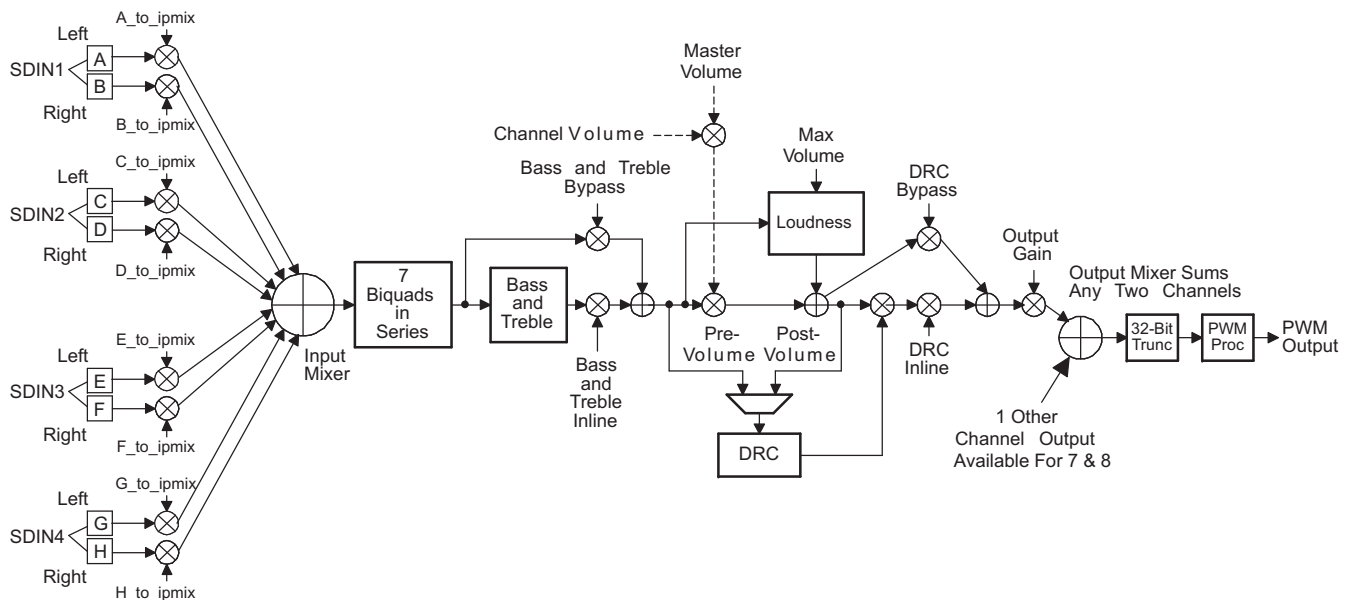 A_to_ipmix
Left
A
SDIN1
B
Right
B_to_ipmix
C_to_ipmix
Left
C
SDIN2
D
Right
D_to_ipmix
E_to_ipmix
Left
E
SDIN3
F
Right
F_to_ipmix
G_to_ipmix
Left
G
SDIN4
H
Right
H_to_ipmix
Input
Mixer
7
Biquads
in
Series
Bass and Treble
Bypass
Bass
and
Treble
Bass
and
Treble
Inline
Master
Volume
Channel Volume
Max
Volume
Loudness
Pre-
Volume
Post-
Volume
DRC
DRC
Bypass
DRC
Inline
Output
Gain
Output Mixer Sums
Any Two Channels
1 Other
Channel Output
Available For 7 & 8
32-Bit
Trunc
PWM
Proc
PWM
Output